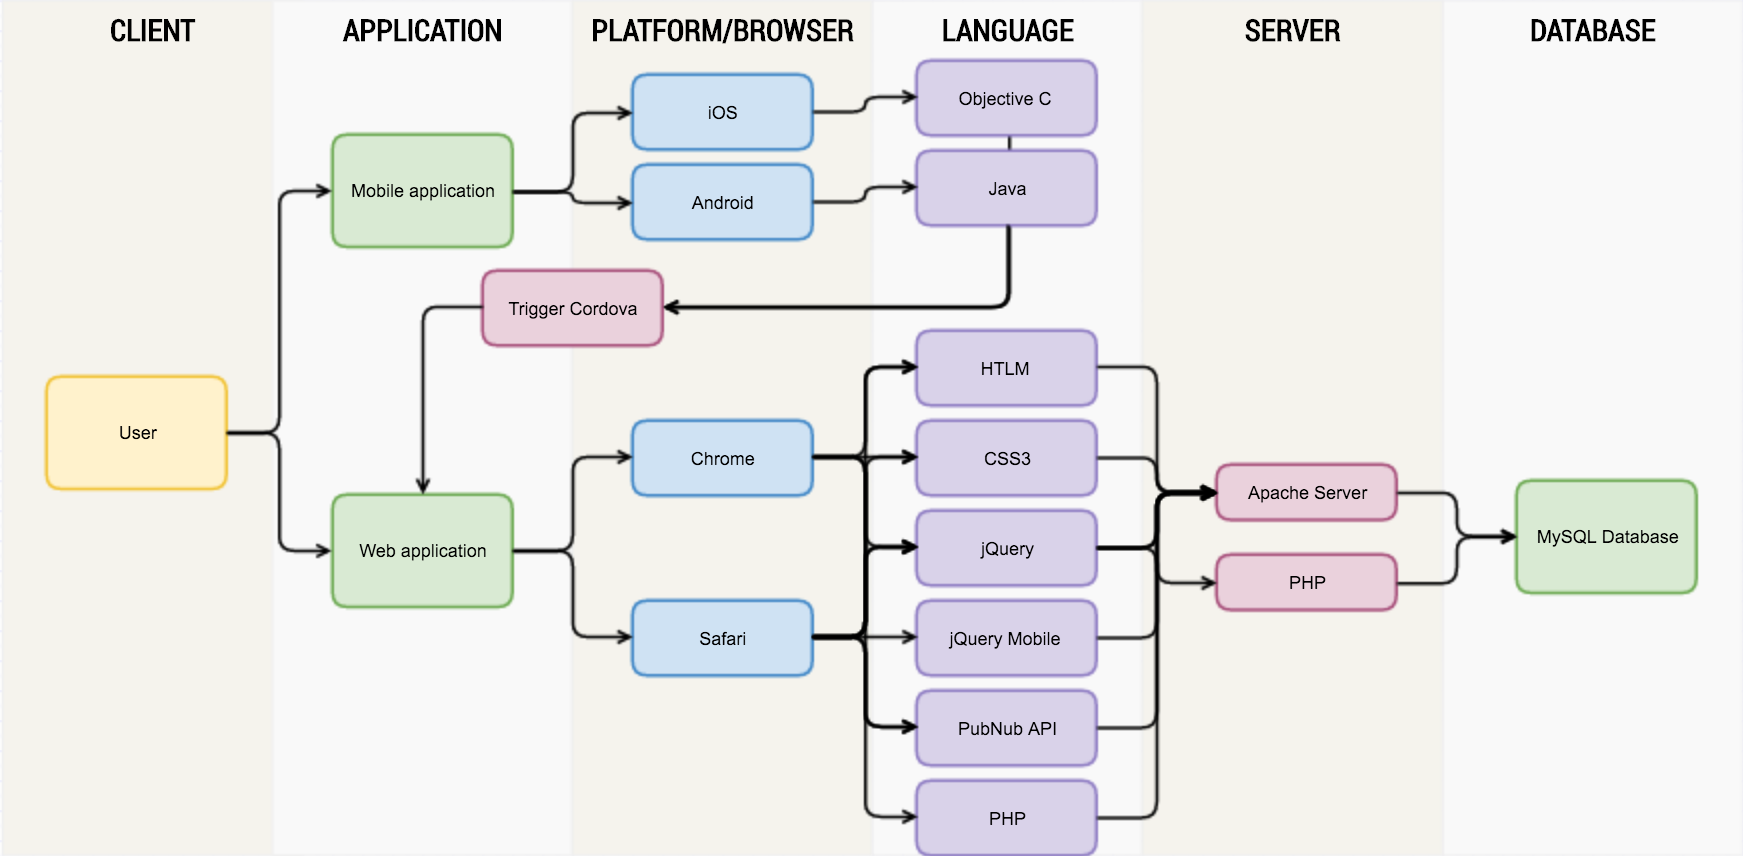 CLIENT
APPLICATION
PLATFORM/BROWSER
LANGUAGE
SERVER
DATABASE
iOS
Objective C
Mobile application
Android
Java
Trigger Cordova
HTLM
User
Chrome
CSS3
Apache Server
Web application
jQuery
MySQL Database
PHP
Safari
jQuery Mobile
PubNub API
PHP